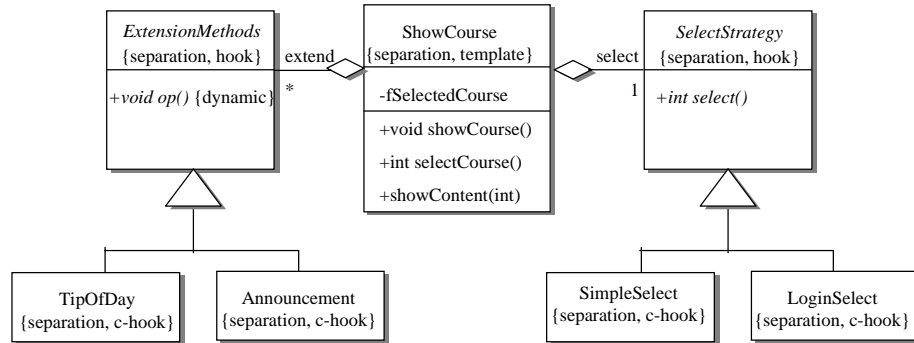 ExtensionMethods
{separation, hook}
+void op() {dynamic}
extend
*
ShowCourse
{separation, template}
-fSelectedCourse
+void showCourse()
+int selectCourse()
+showContent(int)
select
1
SelectStrategy
{separation, hook}
+int select()
TipOfDay
{separation, c-hook}
Announcement
{separation, c-hook}
SimpleSelect
{separation, c-hook}
LoginSelect
{separation, c-hook}